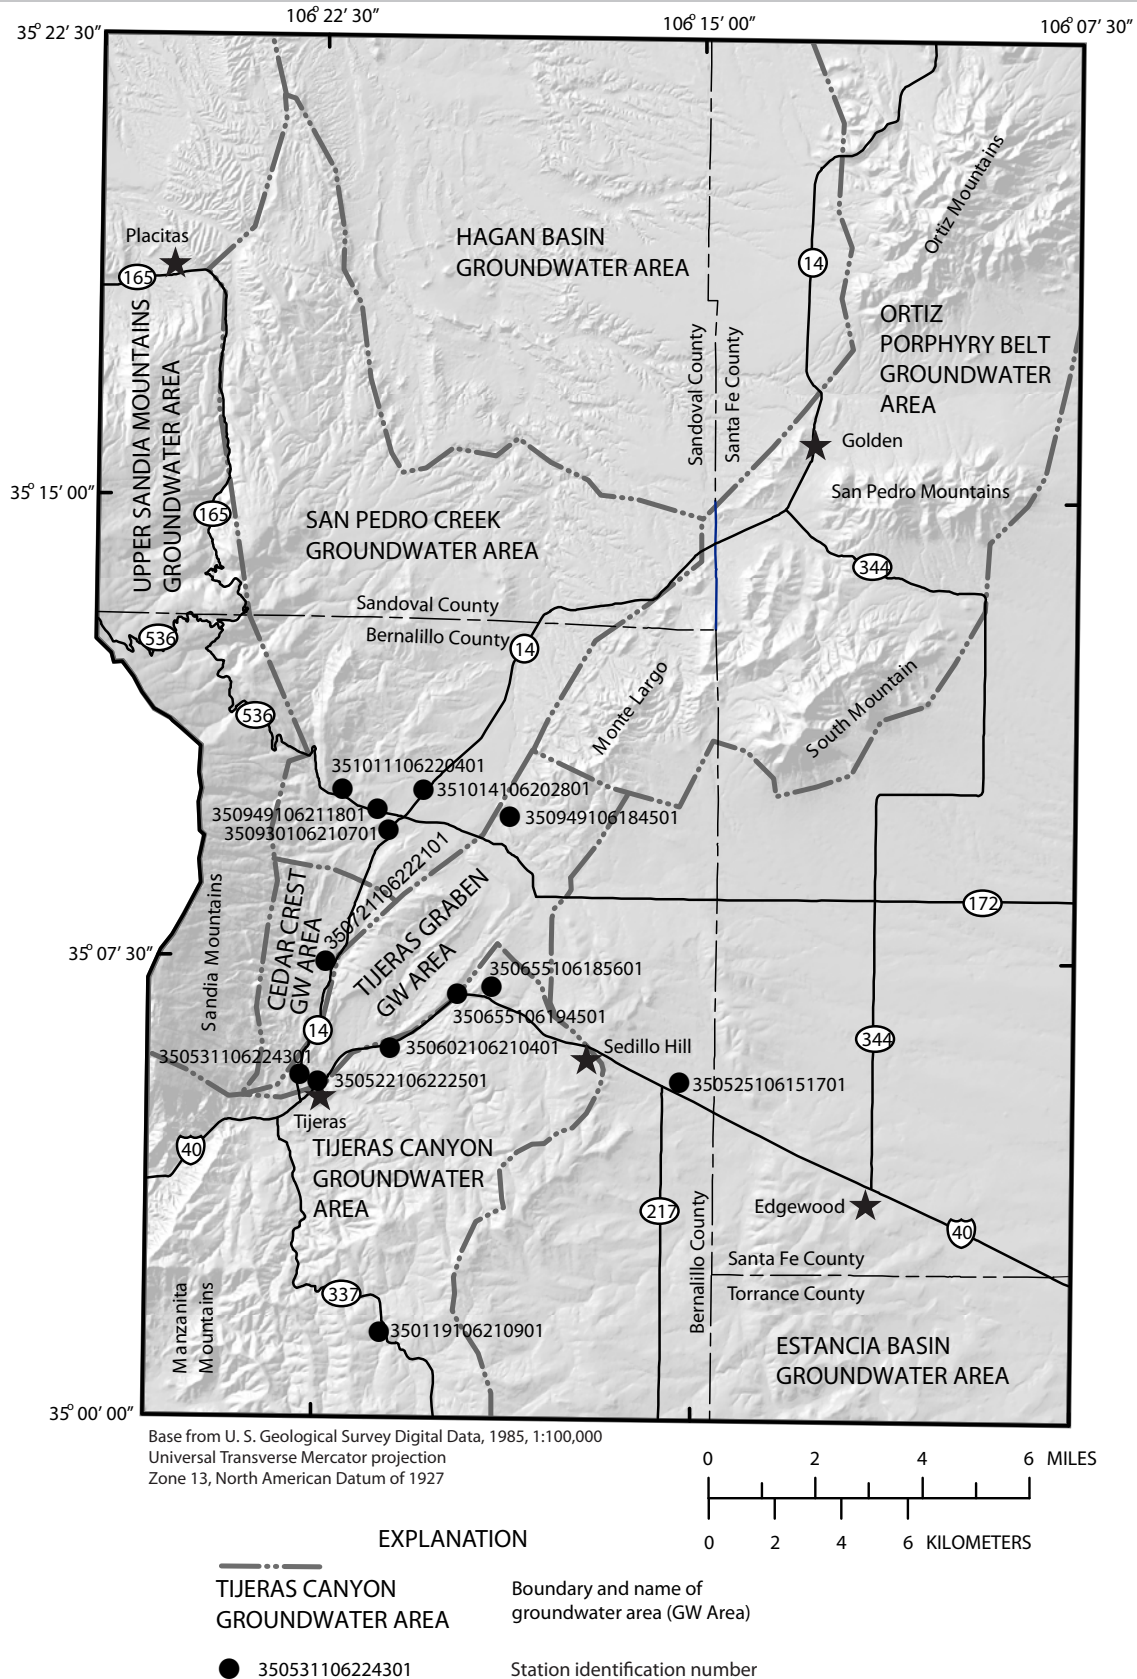 106° 22′ 30″
106° 15′ 00″
106° 07′ 30″
35° 22′ 30″
Ortiz Mountains
Placitas
HAGAN BASIN
GROUNDWATER AREA
165
14
UPPER SANDIA MOUNTAINS
GROUNDWATER AREA
ORTIZ
PORPHYRY BELT
GROUNDWATER
AREA
Sandoval County
Santa Fe County
Golden
35° 15′ 00″
San Pedro Mountains
165
SAN PEDRO CREEK
GROUNDWATER AREA
344
Sandoval County
Bernalillo County
536
14
Monte Largo
South Mountain
536
351011106220401
351014106202801
350949106211801
350949106184501
350930106210701
350721106222101
172
Sandia Mountains
CEDAR CREST
GW AREA
TIJERAS GRABEN
GW AREA
35° 07′ 30″
350655106185601
350655106194501
14
344
350531106224301
350602106210401
Sedillo Hill
350522106222501
350525106151701
Tijeras
40
TIJERAS CANYON
GROUNDWATER
AREA
217
Edgewood
40
Bernalillo County
Santa Fe County
Torrance County
337
Manzanita
Mountains
350119106210901
ESTANCIA BASIN
GROUNDWATER AREA
35° 00′ 00″
Base from U. S. Geological Survey Digital Data, 1985, 1:100,000
Universal Transverse Mercator projection
Zone 13, North American Datum of 1927
0 2 4 6 MILES
0 2 4 6 KILOMETERS
EXPLANATION
TIJERAS CANYON
GROUNDWATER AREA
Boundary and name of
groundwater area (GW Area)
350531106224301
Station identification number